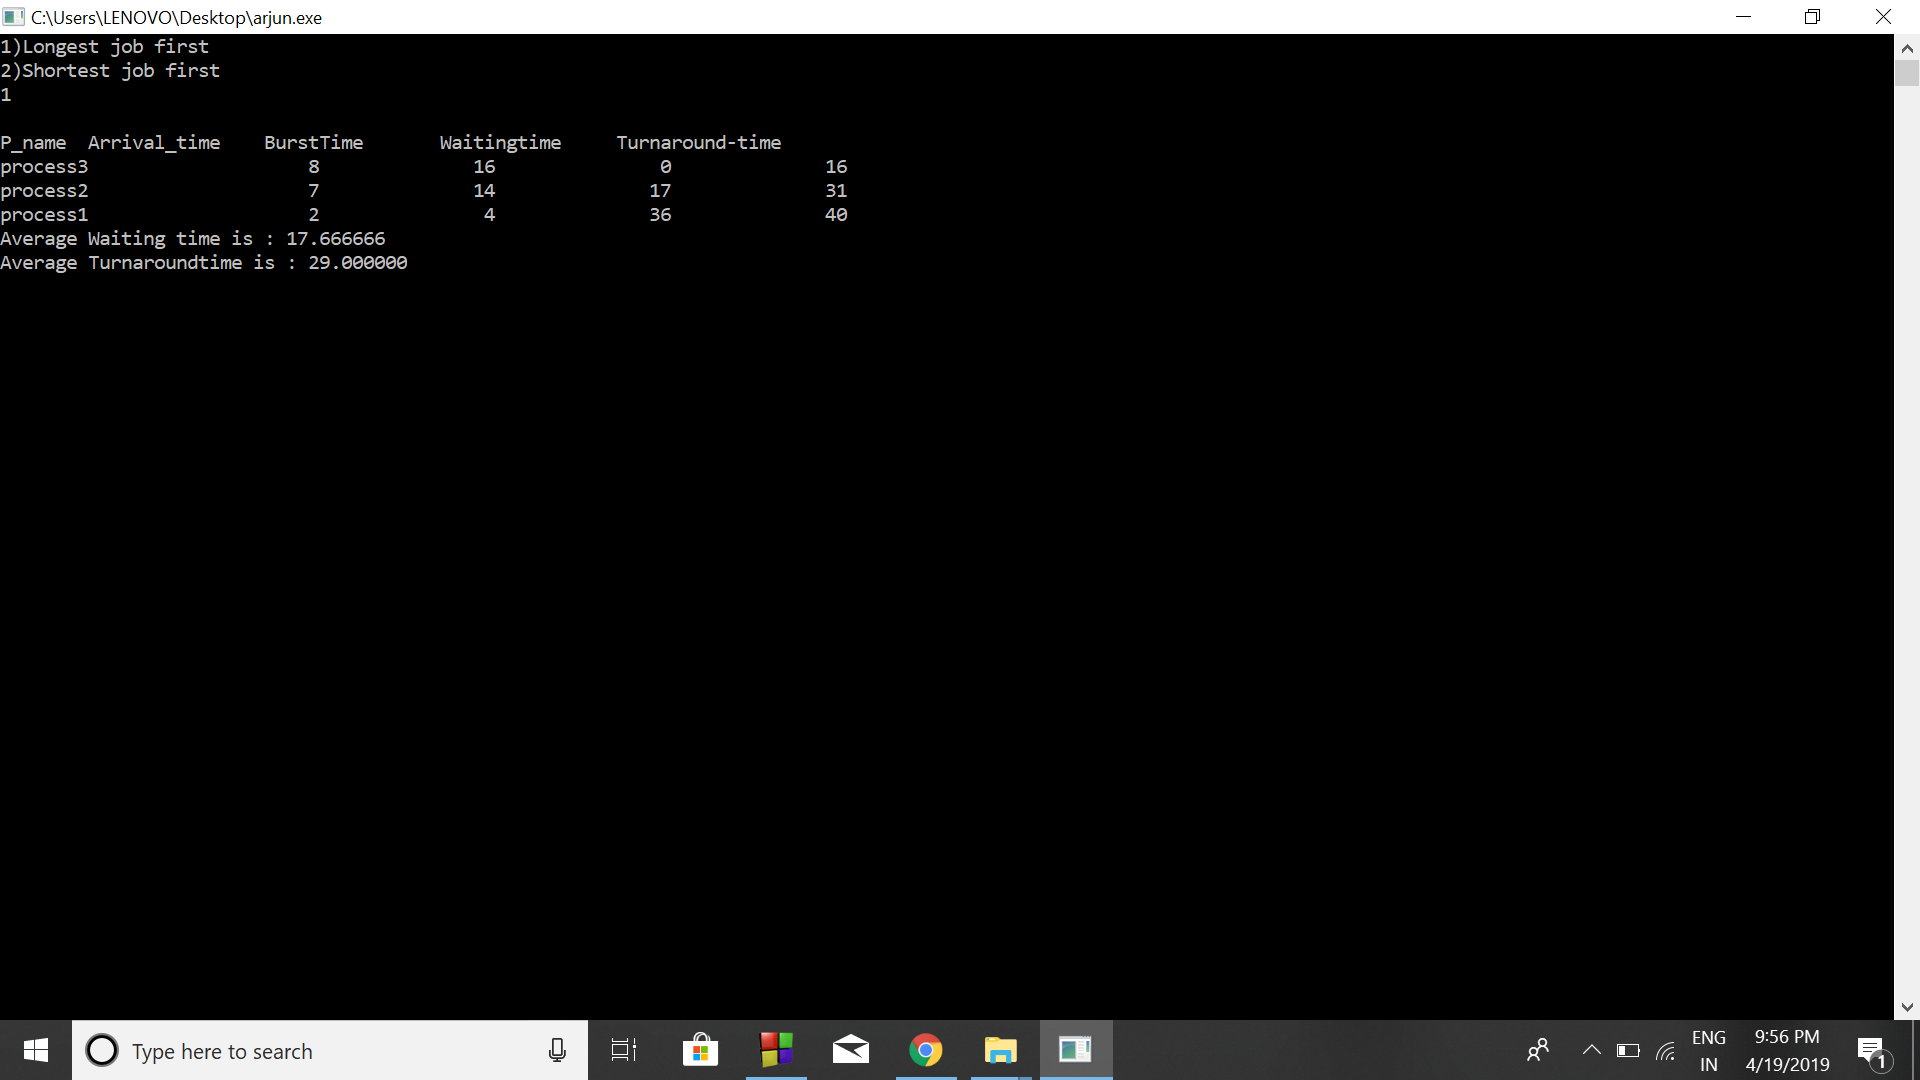 C:\Users\LENOVO\Desktop\arjun.exe
1)Longest job first
2)Shortest job first
1
P_name  Arrival_time    BurstTime       Waitingtime     Turnaround-time
process3                    8              16               0              16
process2                    7              14              17              31
process1                    2               4              36              40
Average Waiting time is : 17.666666
Average Turnaroundtime is : 29.000000
Type here to search
ENG
IN
9:56 PM
4/19/2019
1